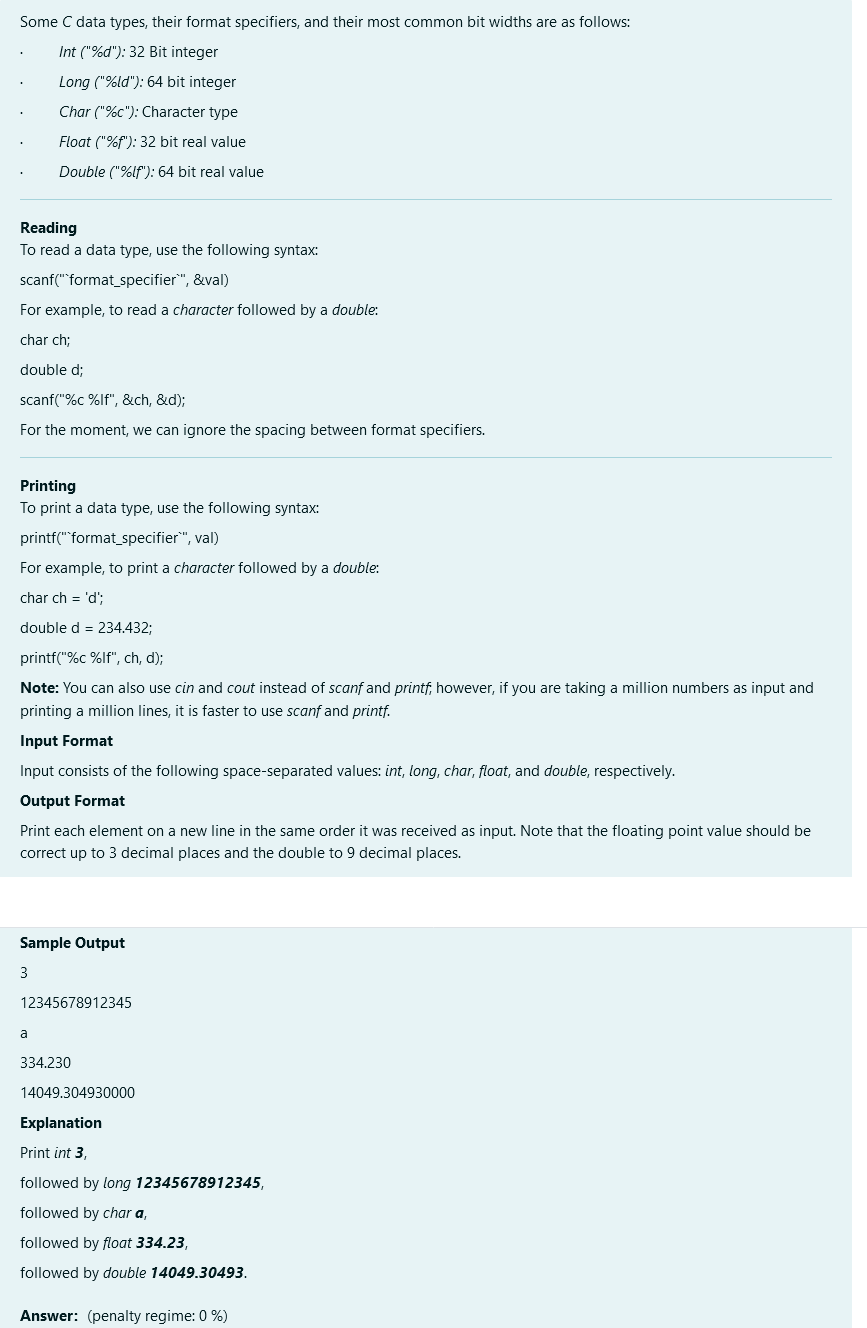 Some C data types, their format specifiers, and their most common bit widths are as follows:
· Int ("%d"): 32 Bit integer
· Long ("%ld"): 64 bit integer
· Char ("%c"): Character type
· Float ("%f"): 32 bit real value
· Double ("%lf"): 64 bit real value
Reading
To read a data type, use the following syntax:
scanf("`format_specifier`", &val)
For example, to read a character followed by a double:
char ch;
double d;
scanf("%c %lf", &ch, &d);
For the moment, we can ignore the spacing between format specifiers.
Printing
To print a data type, use the following syntax:
printf("`format_specifier`", val)
For example, to print a character followed by a double:
char ch = 'd';
double d = 234.432;
printf("%c %lf", ch, d);
Note: You can also use cin and cout instead of scanf and printf; however, if you are taking a million numbers as input and
printing a million lines, it is faster to use scanf and printf.
Input Format
Input consists of the following space-separated values: int, long, char, float, and double, respectively.
Output Format
Print each element on a new line in the same order it was received as input. Note that the floating point value should be
correct up to 3 decimal places and the double to 9 decimal places.
Sample Output
3
12345678912345
a
334.230
14049.304930000
Explanation
Print int 3,
followed by long 12345678912345,
followed by char a,
followed by float 334.23,
followed by double 14049.30493.
Answer: (penalty regime: 0 %)